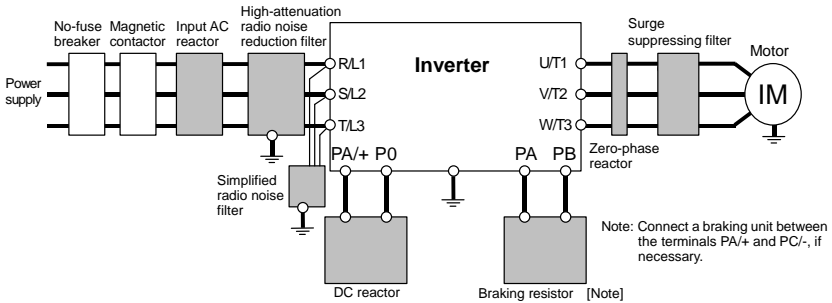 No-fuse
breaker
Magnetic
contactor
Input AC
reactor
High-attenuation
radio noise
reduction filter
Power
supply
R/L1
S/L2
T/L3
Inverter
U/T1
V/T2
W/T3
Surge
suppressing filter
Motor
IM
Zero-phase
reactor
PA/+ P0
PA PB
Simplified
radio noise
filter
DC reactor
Braking resistor [Note]
Note: Connect a braking unit between
the terminals PA/+ and PC/-, if
necessary.